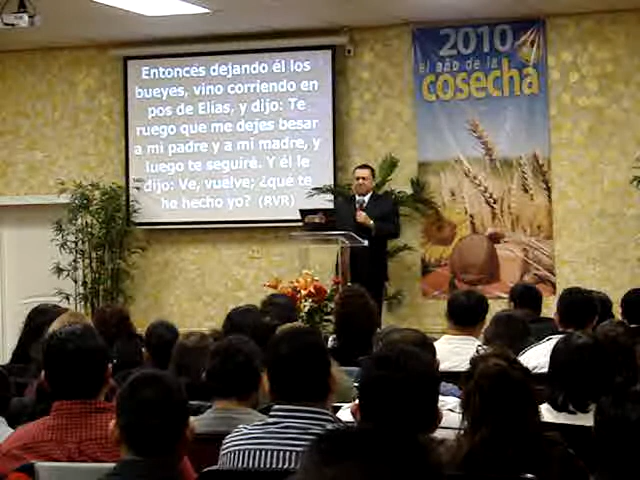 Entonces dejando él los
bueyes, vino corriendo en
pos de Elías, y dijo: Te
ruego que me dejes besar
a mi padre y a mi madre, y
luego te seguiré. Y él le
dijo: Ve, vuelve; ¿qué te
he hecho yo? (RVR)
2010
el año de la
cosecha